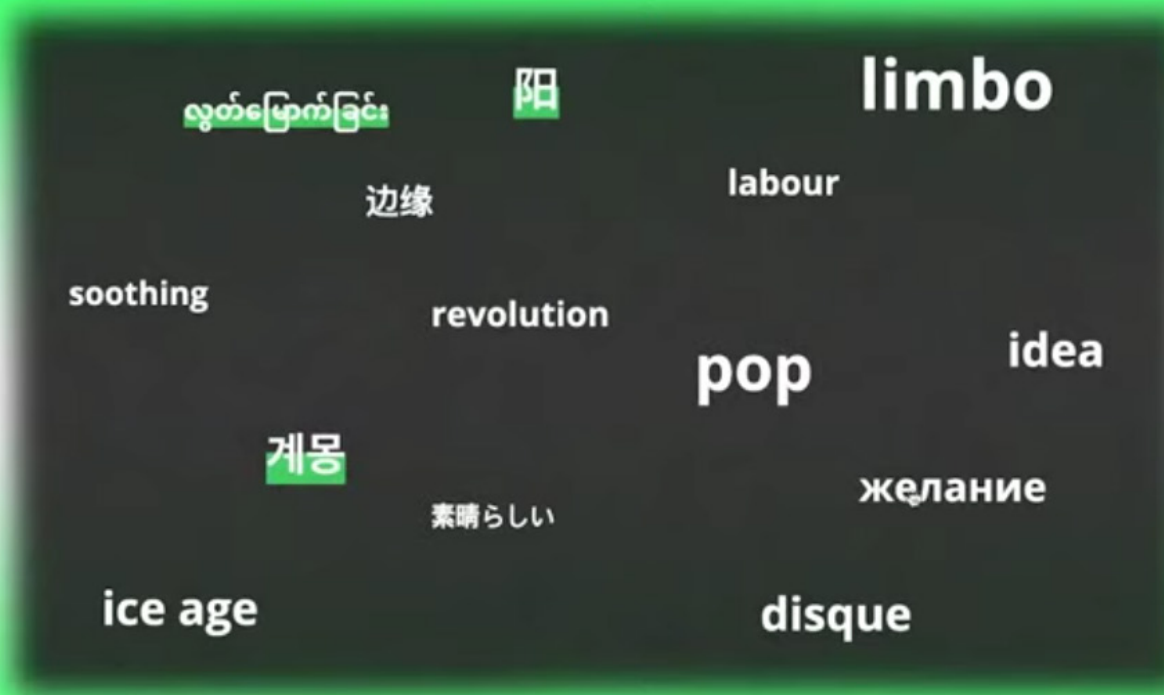 limbo
阳
လွတ်မြောက်ခြင်း
labour
边缘
soothing
revolution
idea
pop
계몽
желание
素晴らしい
ice age
disque